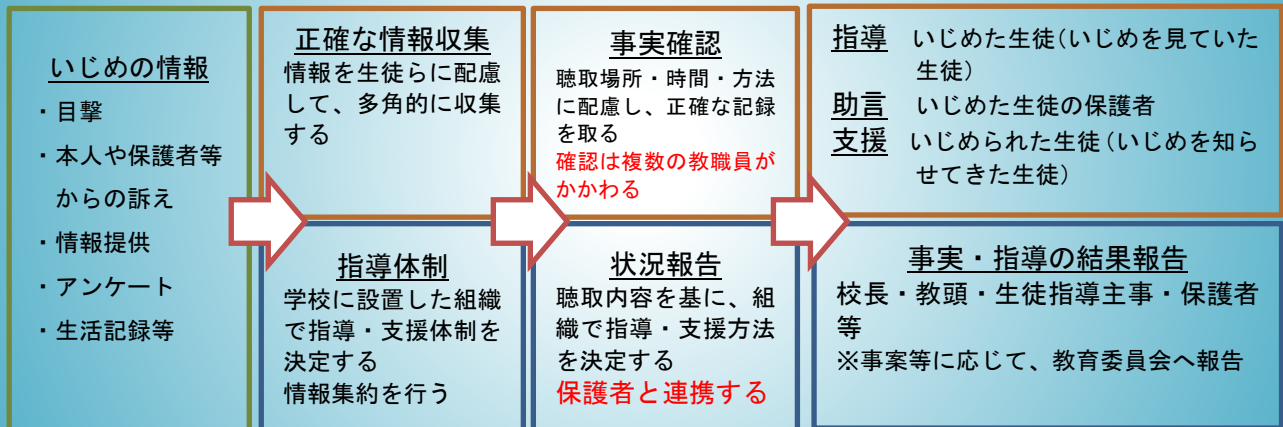 いじめの情報
・目撃
・本人や保護者等
からの訴え
・情報提供
・アンケート
・生活記録等
正確な情報収集
情報を生徒らに配慮
して、多角的に収集
する
指導体制
学校に設置した組織
で指導・支援体制を
決定する
情報集約を行う
事実確認
聴取場所・時間・方法
に配慮し、正確な記録
を取る
確認は複数の教職員が
かかわる
状況報告
聴取内容を基に、組
織で指導・支援方法
を決定する
保護者と連携する
指導 いじめた生徒(いじめを見ていた
生徒)
助言 いじめた生徒の保護者
支援 いじめられた生徒(いじめを知ら
せてきた生徒)
事実・指導の結果報告
校長・教頭・生徒指導主事・保護者
等
※事案等に応じて、教育委員会へ報告